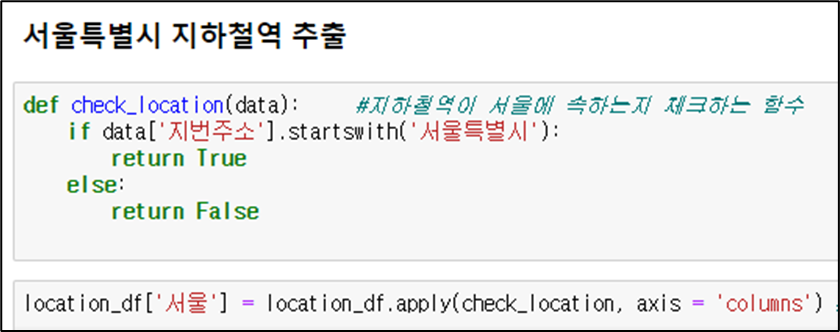 서울특별시 지하철역 추출
def check_location(data): #지하철역이 서울에 속하는지 체크하는 함수
if data['지번주소'].startswith('서울특별시'):
return True
else:
return False
location_df['서울'] = location_df.apply(check_location, axis = 'columns')